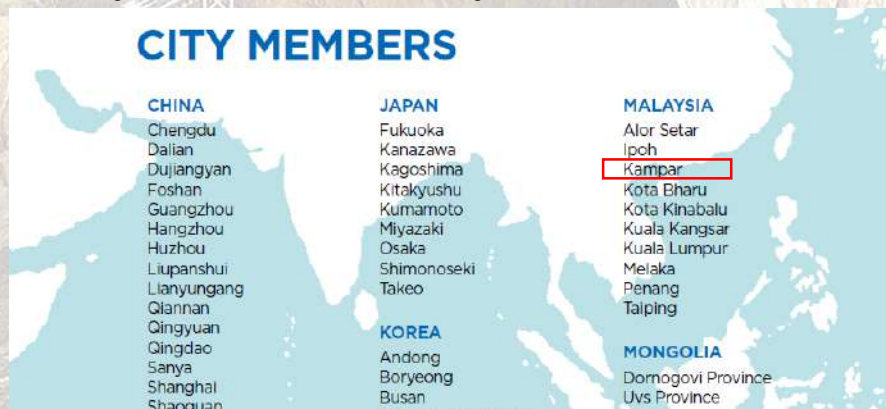 CITY MEMBERS
CHINA
Chengdu
Dalian
Dujiangyan
Foshan
Guangzhou
Hangzhou
Huzhou
Liupanshui
Lianyungang
Qiannan
Qingyuan
Qingdao
Sanya
Shanghai
Shaoguan
JAPAN
Fukuoka
Kanazawa
Kagoshima
Kitakyushu
Kumamoto
Miyazaki
Osaka
Shimonoseki
Takeo
KOREA
Andong
Boryeong
Busan
MALAYSIA
Alor Setar
Ipoh
Kampar
Kota Bharu
Kota Kinabalu
Kuala Kangsar
Kuala Lumpur
Melaka
Penang
Taiping
MONGOLIA
Dornogovi Province
Uvs Province